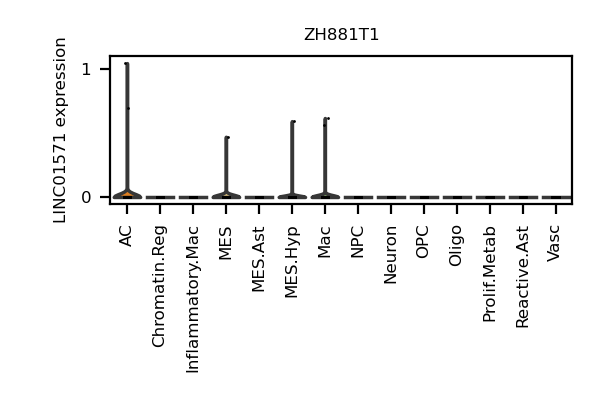 ZH881T1
LINC01571 expression
1
0
AC
Chromatin.Reg
Inflammatory.Mac
MES
MES.Ast
MES.Hyp
Mac
NPC
Neuron
OPC
Oligo
Prolif.Metab
Reactive.Ast
Vasc